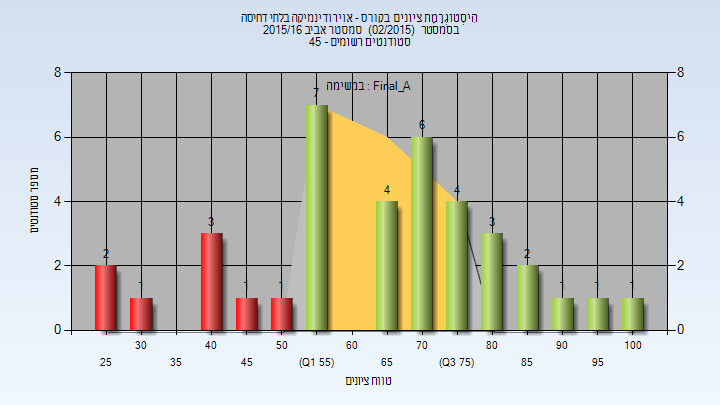 היסטוגרמת ציונים בקורס - אוירודינמיקה בלתי דחיסה
בסמסטר (02/2015) סמסטר אביב 2015/16
סטודנטים רשומים - 45
במשימה : Final_A
8 8
6 6
4 4
2 2
0 0
2 1 3 1 1 7 4 6 4 3 2 1 1 1
מספר סטודנטים
30 40 50 60 70 80 90 100
25 35 45 (Q1 55) 65 (Q3 75) 85 95
טווח ציונים